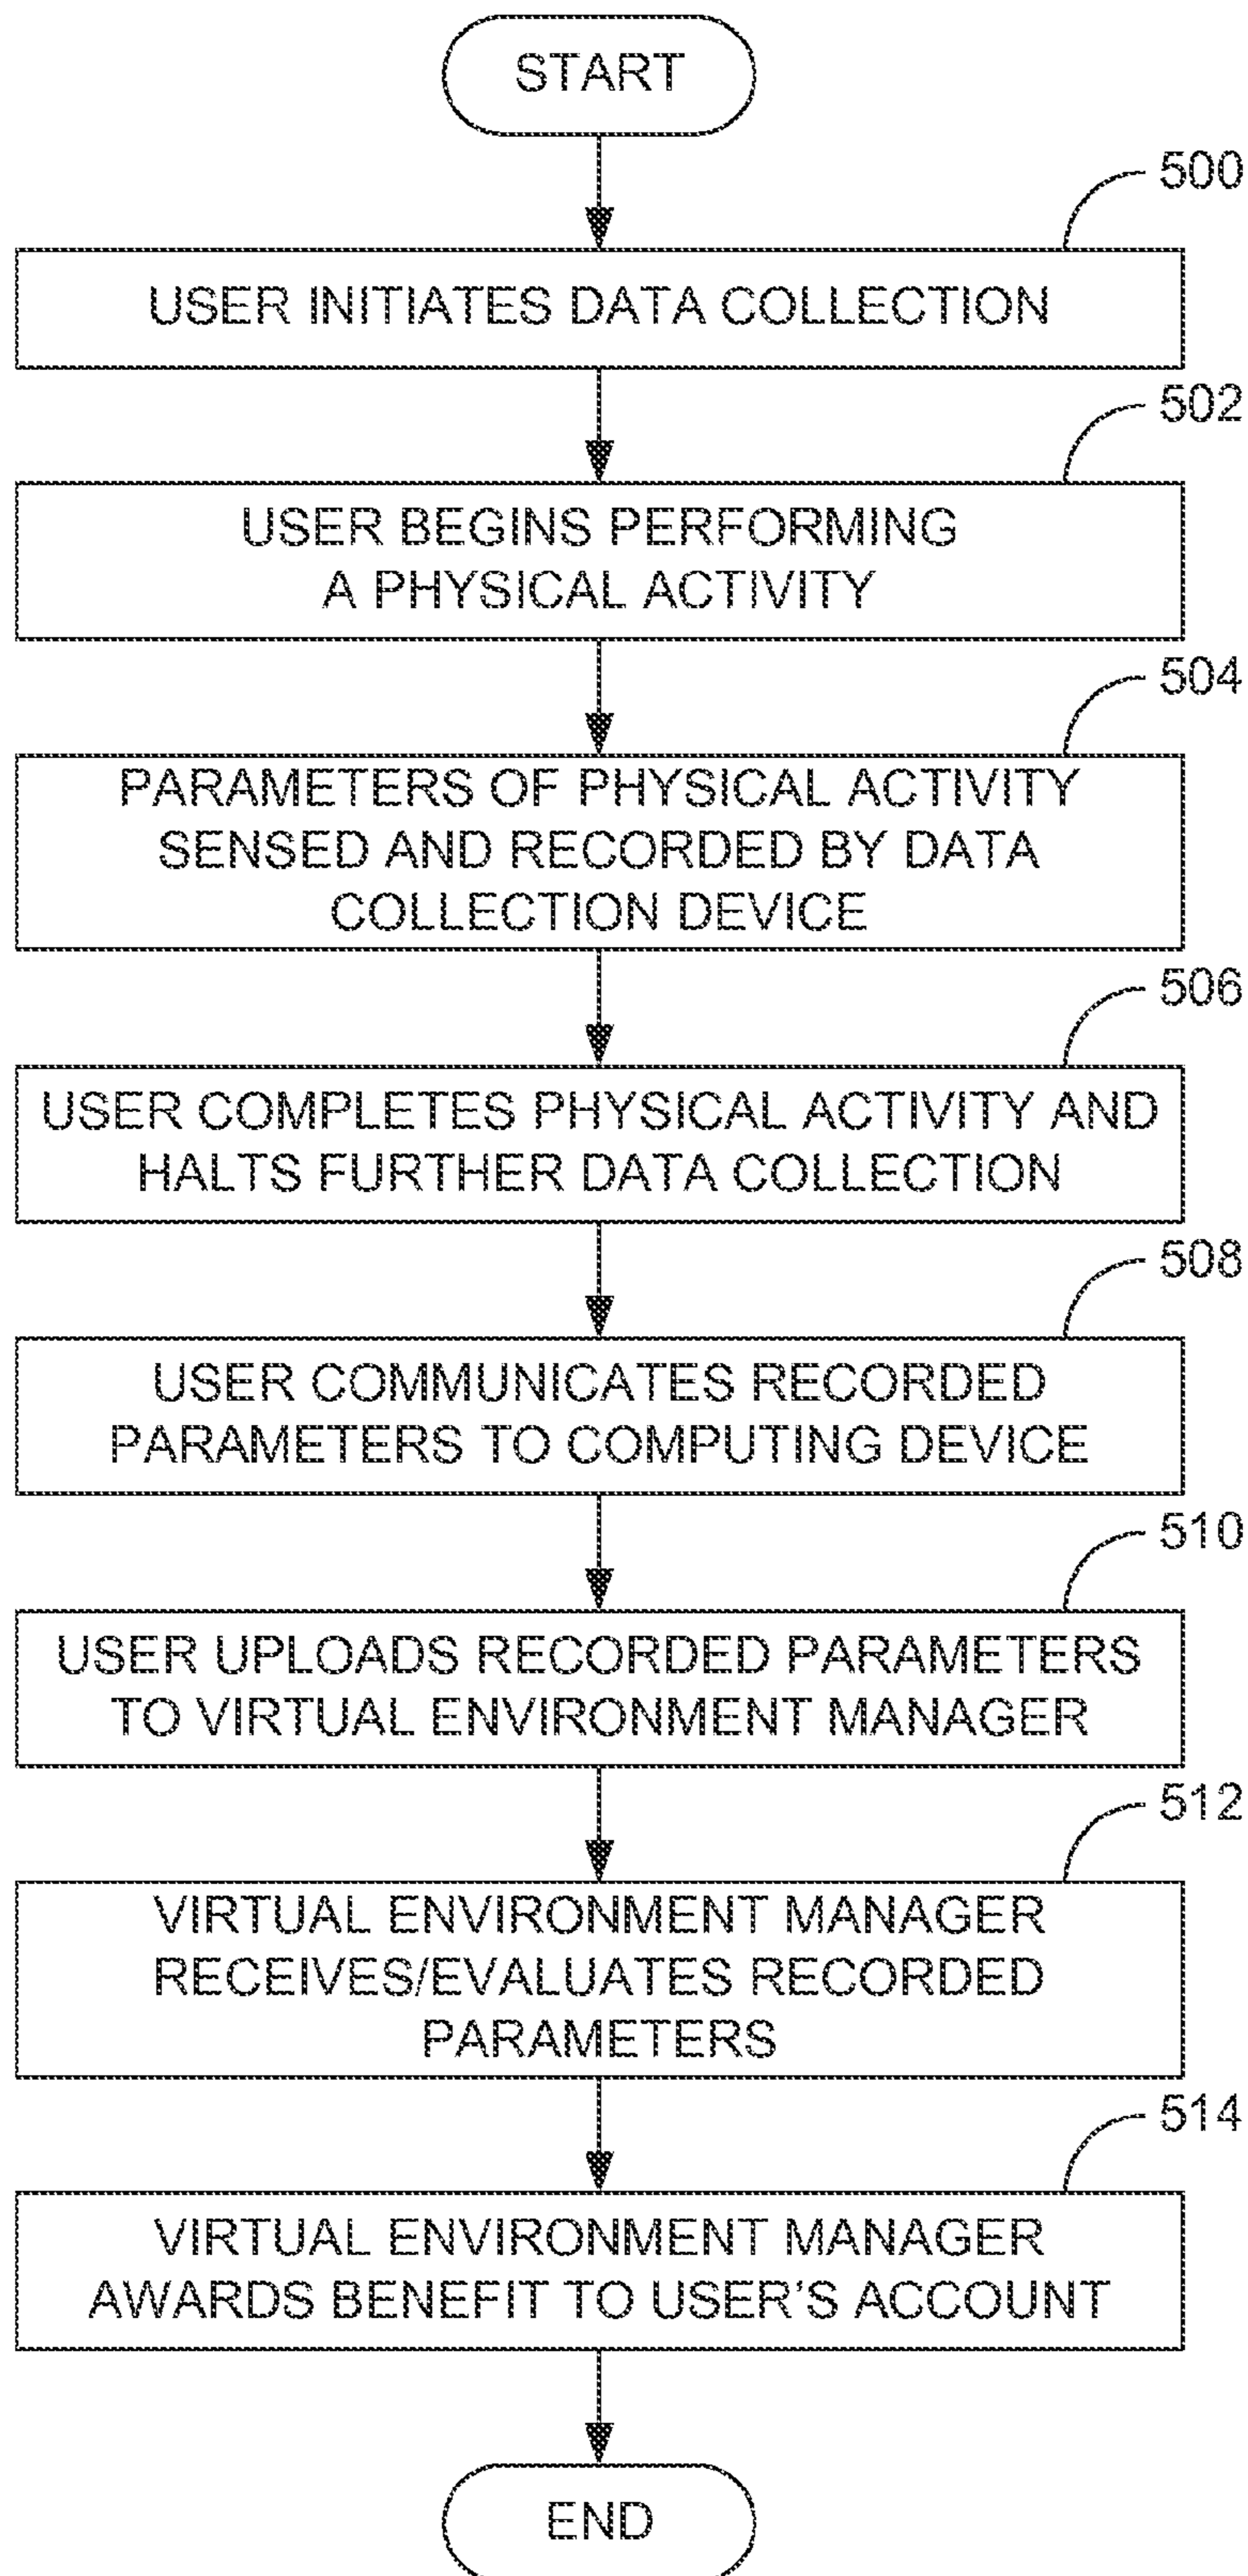 START
500
USER INITIATES DATA COLLECTION
502
USER BEGINS PERFORMING
A PHYSICAL ACTIVITY
504
PARAMETERS OF PHYSICAL ACTIVITY
SENSED AND RECORDED BY DATA
COLLECTION DEVICE
506
USER COMPLETES PHYSICAL ACTIVITY AND
HALTS FURTHER DATA COLLECTION
508
USER COMMUNICATES RECORDED
PARAMETERS TO COMPUTING DEVICE
510
USER UPLOADS RECORDED PARAMETERS
TO VIRTUAL ENVIRONMENT MANAGER
512
VIRTUAL ENVIRONMENT MANAGER
RECEIVES/EVALUATES RECORDED
PARAMETERS
514
VIRTUAL ENVIRONMENT MANAGER
AWARDS BENEFIT TO USER'S ACCOUNT
END